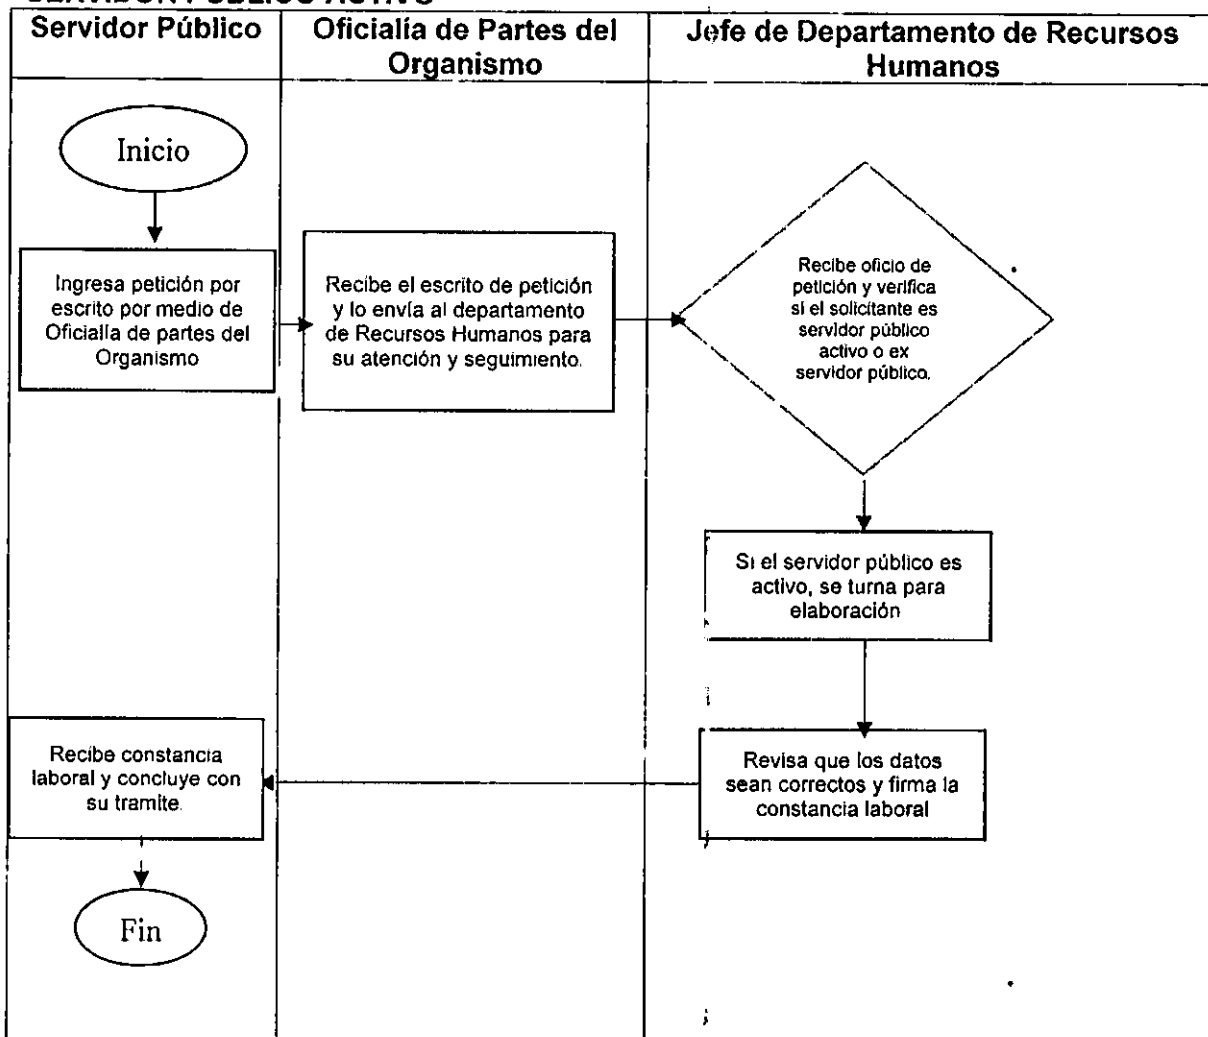 SERVIDOR PÚBLICO ACTIVO
Servidor Público
Oficialía de Partes del
Organismo
Jefe de Departamento de Recursos
Humanos
Inicio
Ingresa petición por
escrito por medio de
Oficialía de partes del
Organismo
Recibe el escrito de petición
y lo envía al departamento
de Recursos Humanos para
su atención y seguimiento.
Recibe oficio de
petición y verifica
si el solicitante es
servidor público
activo o ex
servidor público.
Si el servidor público es
activo, se turna para
elaboración
Revisa que los datos
sean correctos y firma la
constancia laboral
Recibe constancia
laboral y concluye con
su tramite.
Fin